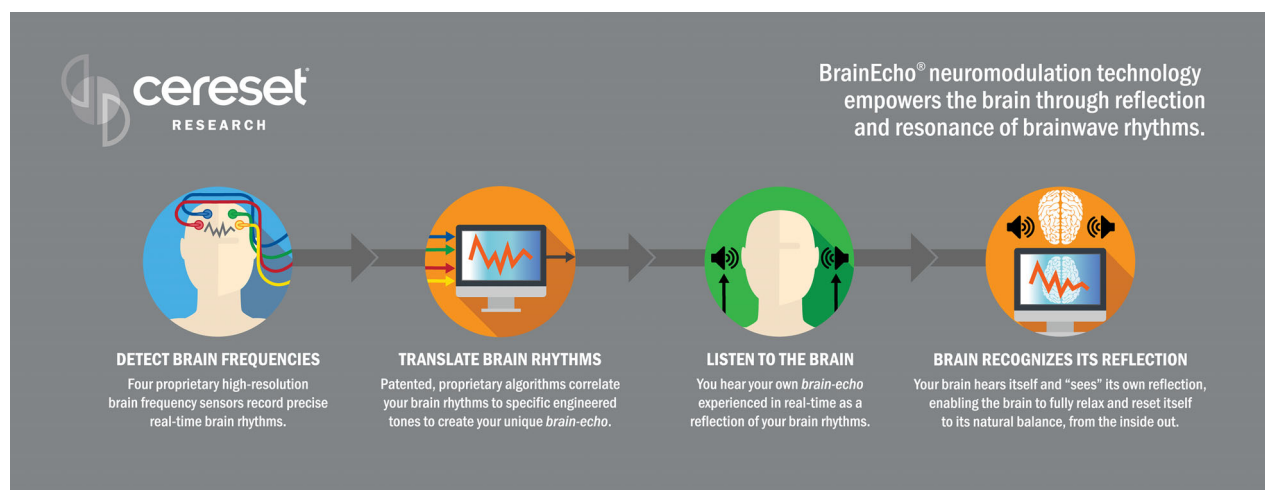 cereset®
RESEARCH
BrainEcho® neuromodulation technology
empowers the brain through reflection
and resonance of brainwave rhythms.
DETECT BRAIN FREQUENCIES
Four proprietary high-resolution
brain frequency sensors record precise
real-time brain rhythms.
TRANSLATE BRAIN RHYTHMS
Patented, proprietary algorithms correlate
your brain rhythms to specific engineered
tones to create your unique brain-echo.
LISTEN TO THE BRAIN
You hear your own brain-echo
experienced in real-time as a
reflection of your brain rhythms.
BRAIN RECOGNIZES ITS REFLECTION
Your brain hears itself and “sees” its own reflection,
enabling the brain to fully relax and reset itself
to its natural balance, from the inside out.